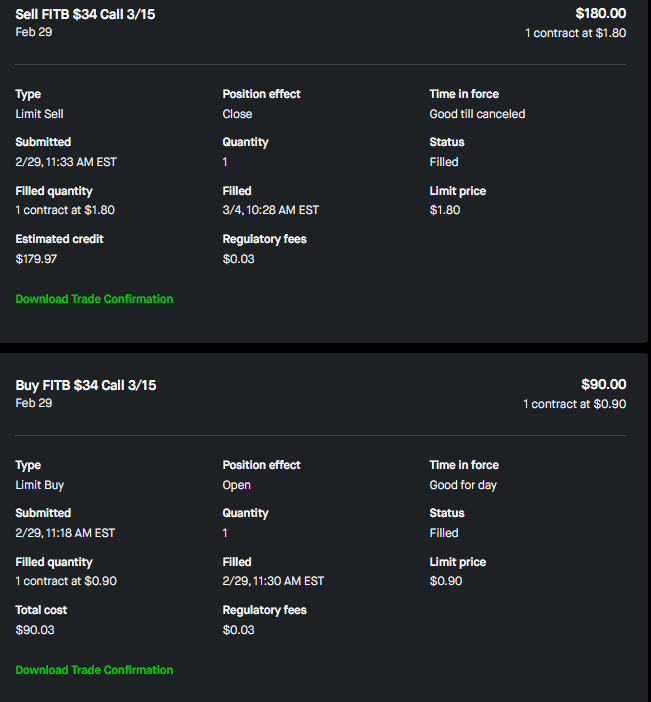 Sell FITB $34 Call 3/15 $180.00
Feb 29 1 contract at $1.80
Type Position effect Time in force
Limit Sell Close Good till canceled
Submitted Quantity Status
2/29, 11:33 AM EST 1 Filled
Filled quantity Filled Limit price
1 contract at $1.80 3/4, 10:28 AM EST $1.80
Estimated credit Regulatory fees
$179.97 $0.03
Download Trade Confirmation
Buy FITB $34 Call 3/15 $90.00
Feb 29 1 contract at $0.90
Type Position effect Time in force
Limit Buy Open Good for day
Submitted Quantity Status
2/29, 11:18 AM EST 1 Filled
Filled quantity Filled Limit price
1 contract at $0.90 2/29, 11:30 AM EST $0.90
Total cost Regulatory fees
$90.03 $0.03
Download Trade Confirmation